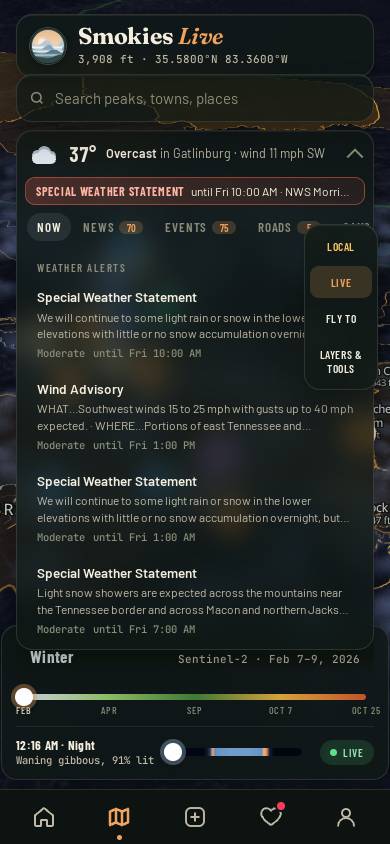 Smokies Live
3,908 ft · 35.5800°N 83.3600°W
Search peaks, towns, places
37° Overcast in Gatlinburg · wind 11 mph SW
SPECIAL WEATHER STATEMENT until Fri 10:00 AM · NWS Morri…
NOW NEWS 70 EVENTS 75 ROADS
LOCAL
LIVE
FLY TO
LAYERS &
TOOLS
WEATHER ALERTS
Special Weather Statement
We will continue to some light rain or snow in the
elevations with little or no snow accumulation
Moderate until Fri 10:00 AM
Wind Advisory
WHAT...Southwest winds 15 to 25 mph with gusts up to 40 mph
expected. · WHERE...Portions of east Tennessee and…
Moderate until Fri 1:00 PM
Special Weather Statement
We will continue to some light rain or snow in the lower
elevations with little or no snow accumulation overnight, but…
Moderate until Fri 1:00 AM
Special Weather Statement
Light snow showers are expected across the mountains near
the Tennessee border and across Macon and northern Jacks…
Moderate until Fri 7:00 AM
Winter Sentinel-2 · Feb 7–9, 2026
FEB APR SEP OCT 7 OCT 25
12:16 AM · Night
Waning gibbous, 91% lit
LIVE